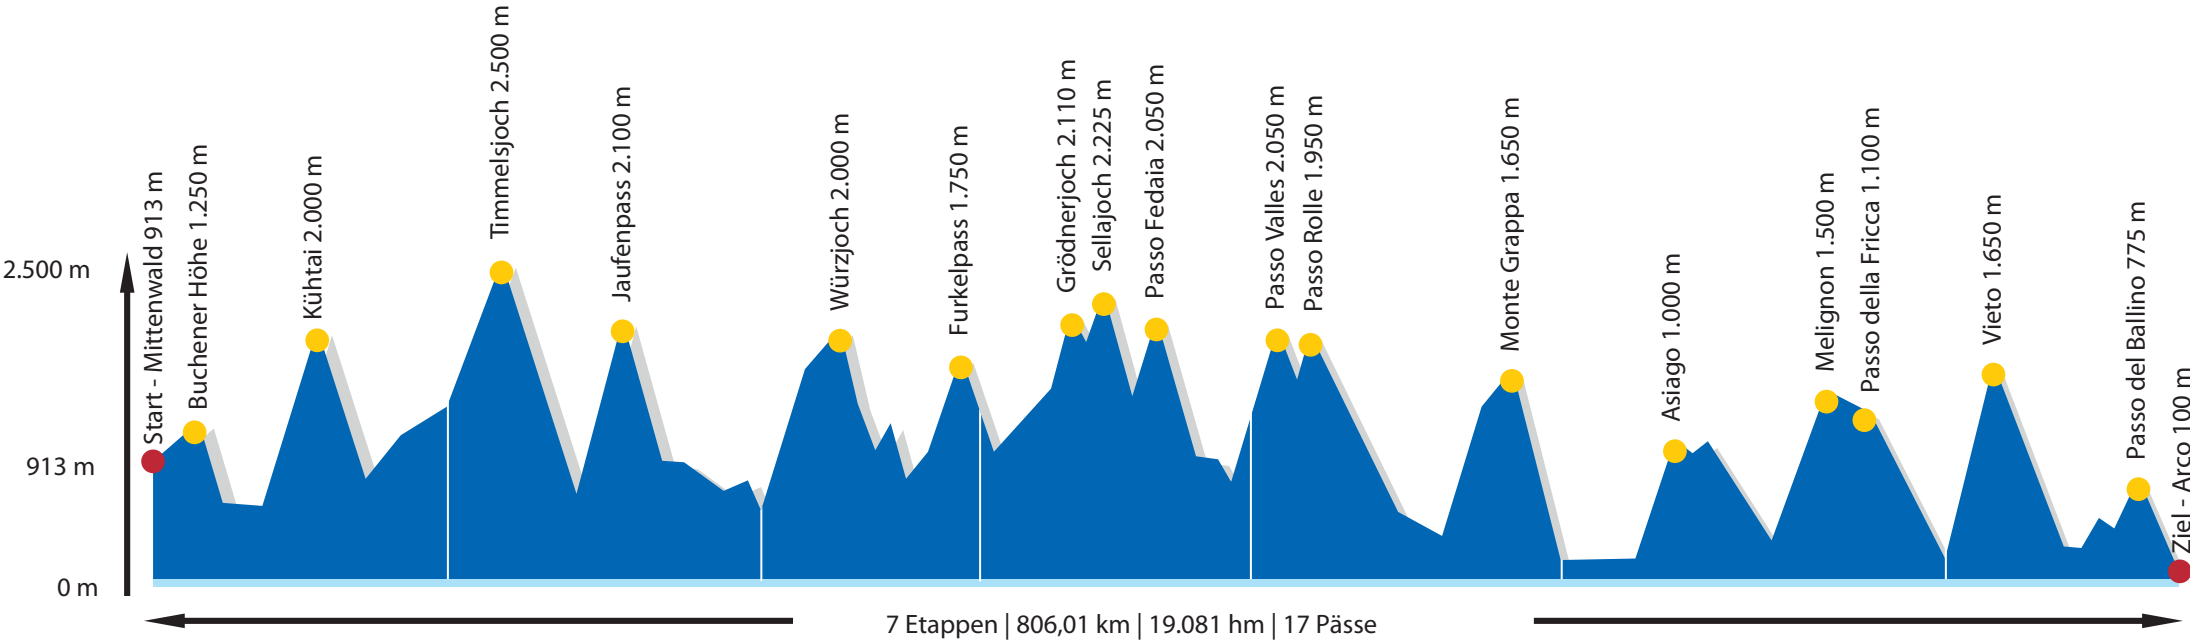 Start - Mittenwald 913 m
Buchener Höhe 1.250 m
Kühtai 2.000 m
Timmelsjoch 2.500 m
Jaufenpass 2.100 m
Würzjoch 2.000 m
Furkelpass 1.750 m
Grödnerjoch 2.110 m
Sellajoch 2.225 m
Passo Fedaia 2.050 m
Passo Valles 2.050 m
Passo Rolle 1.950 m
Monte Grappa 1.650 m
Asiago 1.000 m
Melignon 1.500 m
Passo della Fricca 1.100 m
Vieto 1.650 m
Passo del Ballino 775 m
Ziel - Arco 100 m
2.500 m
913 m
0 m
7 Etappen | 806,01 km | 19.081 hm | 17 Pässe